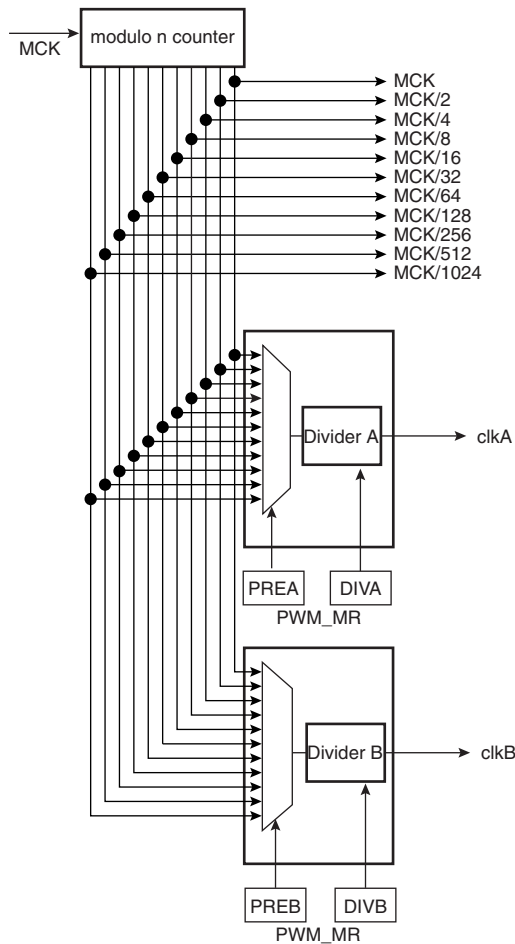 modulo n counter
MCK
MCK
MCK/2
MCK/4
MCK/8
MCK/16
MCK/32
MCK/64
MCK/128
MCK/256
MCK/512
MCK/1024
Divider A
clkA
PREA
DIVA
PWM_MR
Divider B
clkB
PREB
DIVB
PWM_MR